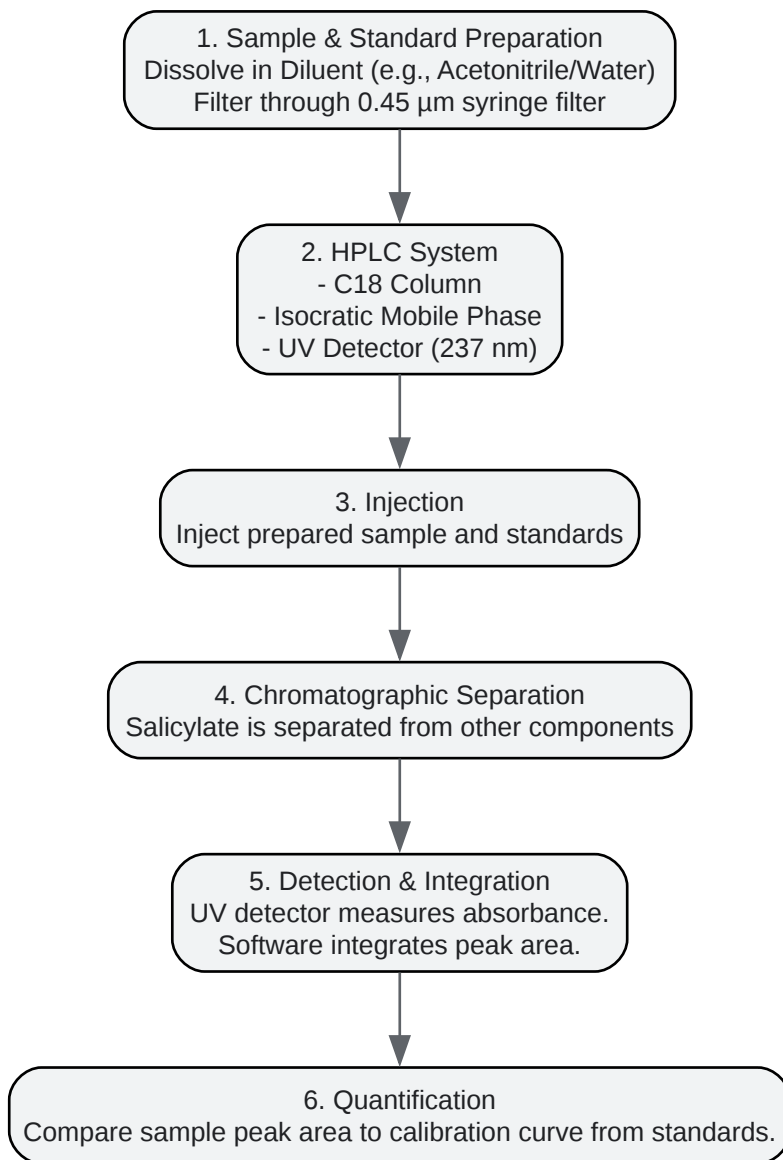 1. Sample & Standard Preparation
Dissolve in Diluent (e.g., Acetonitrile/Water)
Filter through 0.45 µm syringe filter
2. HPLC System
- C18 Column
- Isocratic Mobile Phase
- UV Detector (237 nm)
3. Injection
Inject prepared sample and standards
4. Chromatographic Separation
Salicylate is separated from other components
5. Detection & Integration
UV detector measures absorbance.
Software integrates peak area.
6. Quantification
Compare sample peak area to calibration curve from standards.